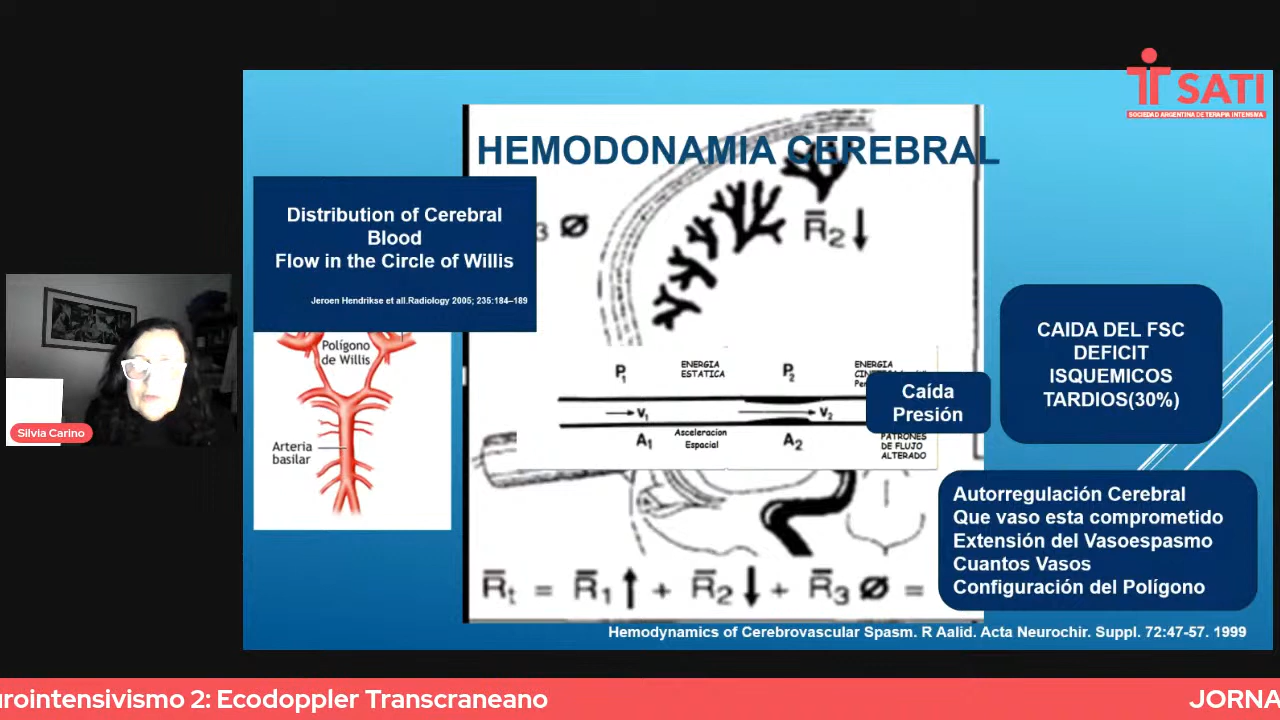 SATI
SOCIEDAD ARGENTINA DE TERAPIA INTENSIVA
HEMODONAMIA CEREBRAL
Distribution of Cerebral
Blood
Flow in the Circle of Willis
Jeroen Hendrikse et all.Radiology 2005; 235:184–189
3 Ø
R̅2↓
Polígono
de Willis
Arteria
basilar
P1
ENERGIA
ESTATICA
P2
ENERGIA
V1
V2
A1
Aceleracion
Espacial
A2
PATRONES
DE FLUJO
ALTERADO
Caída
Presión
CAIDA DEL FSC
DEFICIT
ISQUEMICOS
TARDIOS(30%)
Autorregulación Cerebral
Que vaso esta comprometido
Extensión del Vasoespasmo
Cuantos Vasos
Configuración del Polígono
R̅t = R̅1↑ + R̅2↓ + R̅3 Ø =
Hemodynamics of Cerebrovascular Spasm. R Aalid. Acta Neurochir. Suppl. 72:47-57. 1999
Silvia Carino
urointensivismo 2: Ecodoppler Transcraneano
JORNA